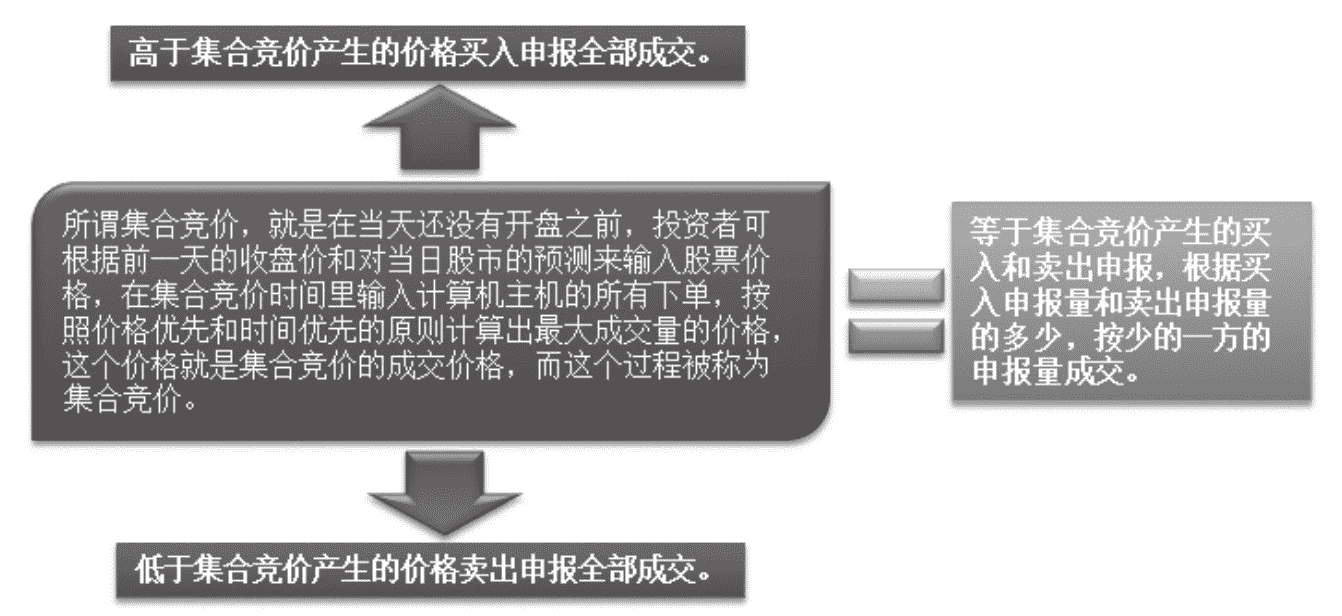 高于集合竞价产生的价格买入申报全部成交。
所谓集合竞价，就是在当天还没有开盘之前，投资者可
根据前一天的收盘价和对当日股市的预测来输入股票价
格，在集合竞价时间里输入计算机主机的所有下单，按
照价格优先和时间优先的原则计算出最大成交量的价格，
这个价格就是集合竞价的成交价格，而这个过程被称为
集合竞价。
等于集合竞价产生的买
入和卖出申报，根据买
入申报量和卖出申报量
的多少，按少的一方的
申报量成交。
低于集合竞价产生的价格卖出申报全部成交。